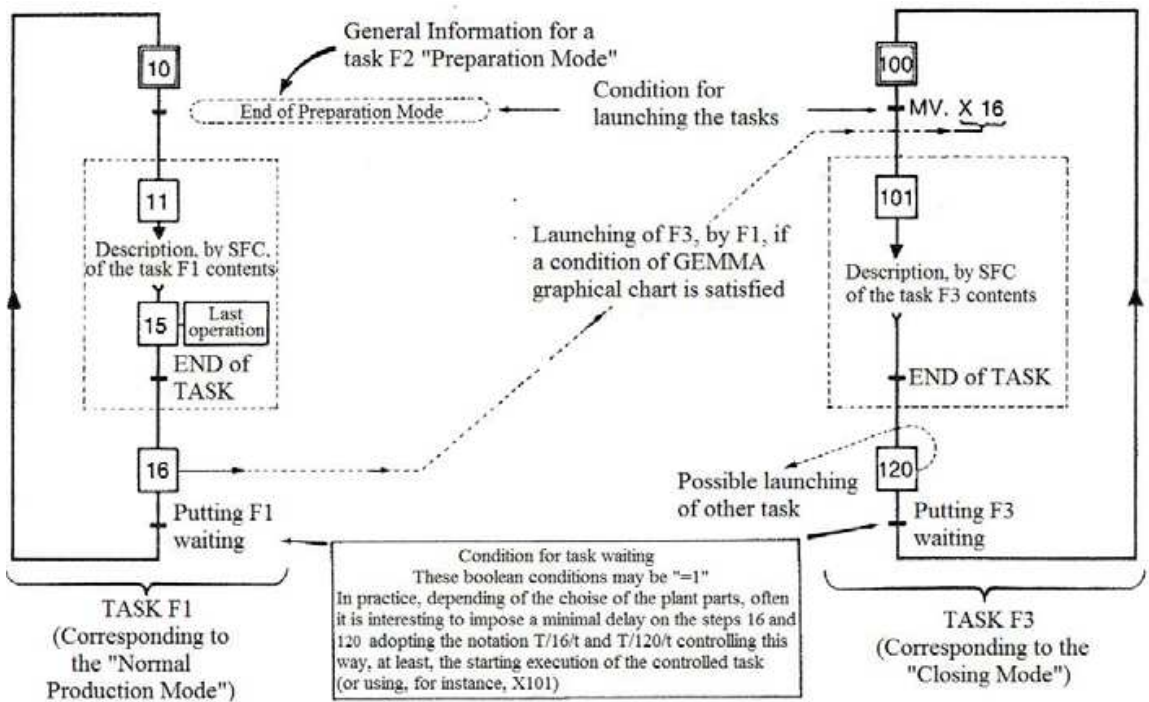 General Information for a
task F2 "Preparation Mode"
10
End of Preparation Mode
Condition for
launching the tasks
100
MV. X 16
11
Description, by SFC,
of the task F1 contents
15
Last
operation
END of
TASK
16
Putting F1
waiting
Launching of F3, by F1, if
a condition of GEMMA
graphical chart is satisfied
101
Description, by SFC
of the task F3 contents
END of TASK
120
Possible launching
of other task
Putting F3
waiting
Condition for task waiting
These boolean conditions may be "=1"
In practice, depending of the choise of the plant parts, often
it is interesting to impose a minimal delay on the steps 16 and
120 adopting the notation T/16/t and T/120/t controlling this
way, at least, the starting execution of the controlled task
(or using, for instance, X101)
TASK F1
(Corresponding to
the "Normal
Production Mode")
TASK F3
(Corresponding to the
"Closing Mode")